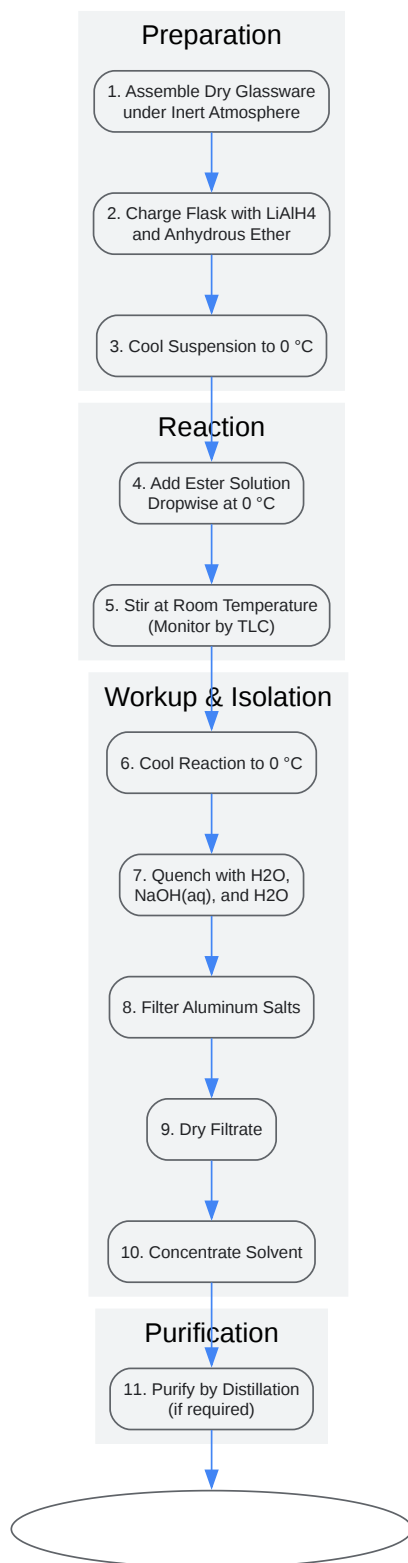 Preparation
1. Assemble Dry Glassware
under Inert Atmosphere
2. Charge Flask with LiAlH4
and Anhydrous Ether
3. Cool Suspension to 0 °C
Reaction
4. Add Ester Solution
Dropwise at 0 °C
5. Stir at Room Temperature
(Monitor by TLC)
Workup & Isolation
6. Cool Reaction to 0 °C
7. Quench with H2O,
NaOH(aq), and H2O
8. Filter Aluminum Salts
9. Dry Filtrate
10. Concentrate Solvent
Purification
11. Purify by Distillation
(if required)